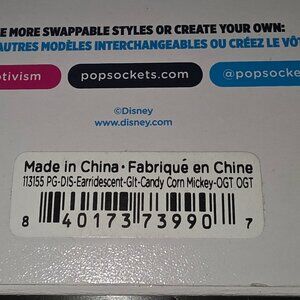 E MORE SWAPPABLE STYLES OR CREATE YOUR OWN:
AUTRES MODÈLES INTERCHANGEABLES OU CRÉEZ LE VÔT
otivism
popsockets.com
@popsocke
©Disney
www.disney.com
Made in China • Fabriqué en Chine
113155 PG-DIS-Earridescent-Glt-Candy Corn Mickey-OGT OGT
8 40173 73990 7